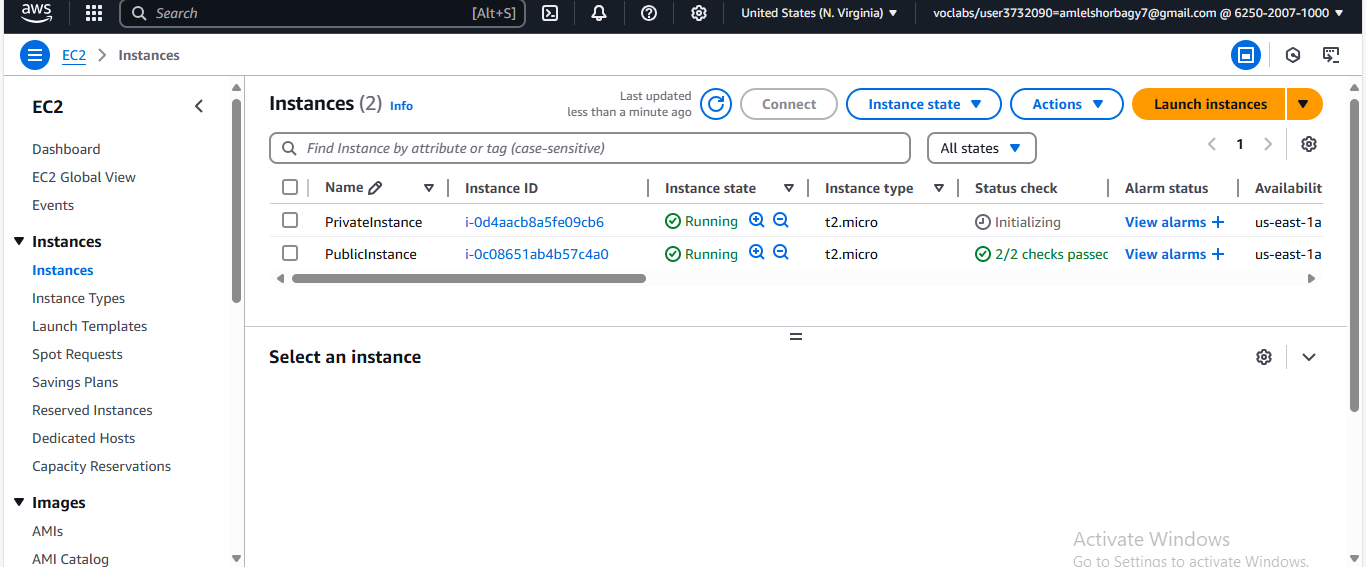 aws Search [Alt+S] United States (N. Virginia) voclabs/user3732090=amlelshorbagy7@gmail.com @ 6250-2007-1000
EC2 Instances
EC2
Dashboard
EC2 Global View
Events
Instances
Instances
Instance Types
Launch Templates
Spot Requests
Savings Plans
Reserved Instances
Dedicated Hosts
Capacity Reservations
Images
AMIs
AMI Catalog
Instances (2) Info
Last updated
less than a minute ago
Connect
Instance state
Actions
Launch instances
Find Instance by attribute or tag (case-sensitive)
All states
1
Name Instance ID Instance state Instance type Status check Alarm status Availabilit
PrivateInstance i-0d4aacb8a5fe09cb6 Running t2.micro Initializing View alarms + us-east-1a
PublicInstance i-0c08651ab4b57c4a0 Running t2.micro 2/2 checks passec View alarms + us-east-1a
Select an instance
Activate Windows
Go to Settings to activate Windows.